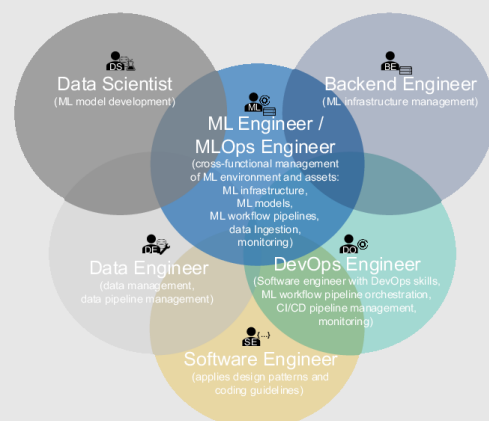 DS
Data Scientist
(ML model development)
BE
Backend Engineer
(ML infrastructure management)
ML
ML Engineer /
MLOps Engineer
(cross-functional management
of ML environment and assets:
ML infrastructure,
ML models,
ML workflow pipelines,
data Ingestion,
monitoring)
DE
Data Engineer
(data management,
data pipeline management)
DO
DevOps Engineer
(Software engineer with DevOps skills,
ML workflow pipeline orchestration,
CI/CD pipeline management,
monitoring)
SE {...}
Software Engineer
(applies design patterns and
coding guidelines)